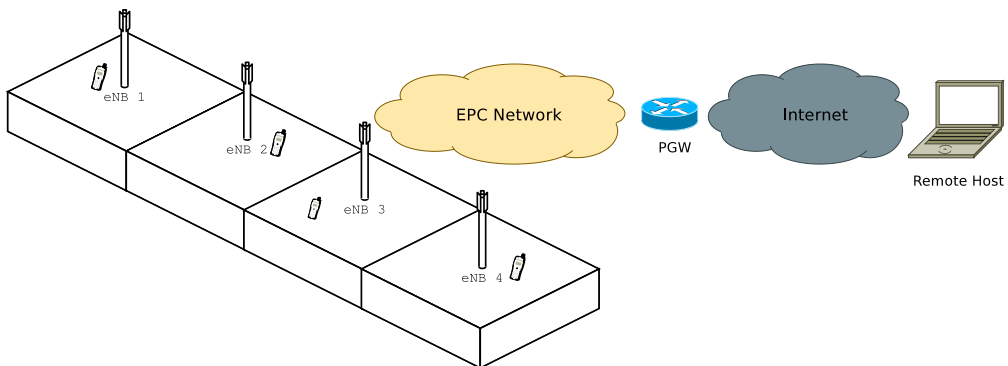 eNB 1
eNB 2
eNB 3
eNB 4
EPC Network
PGW
Internet
Remote Host